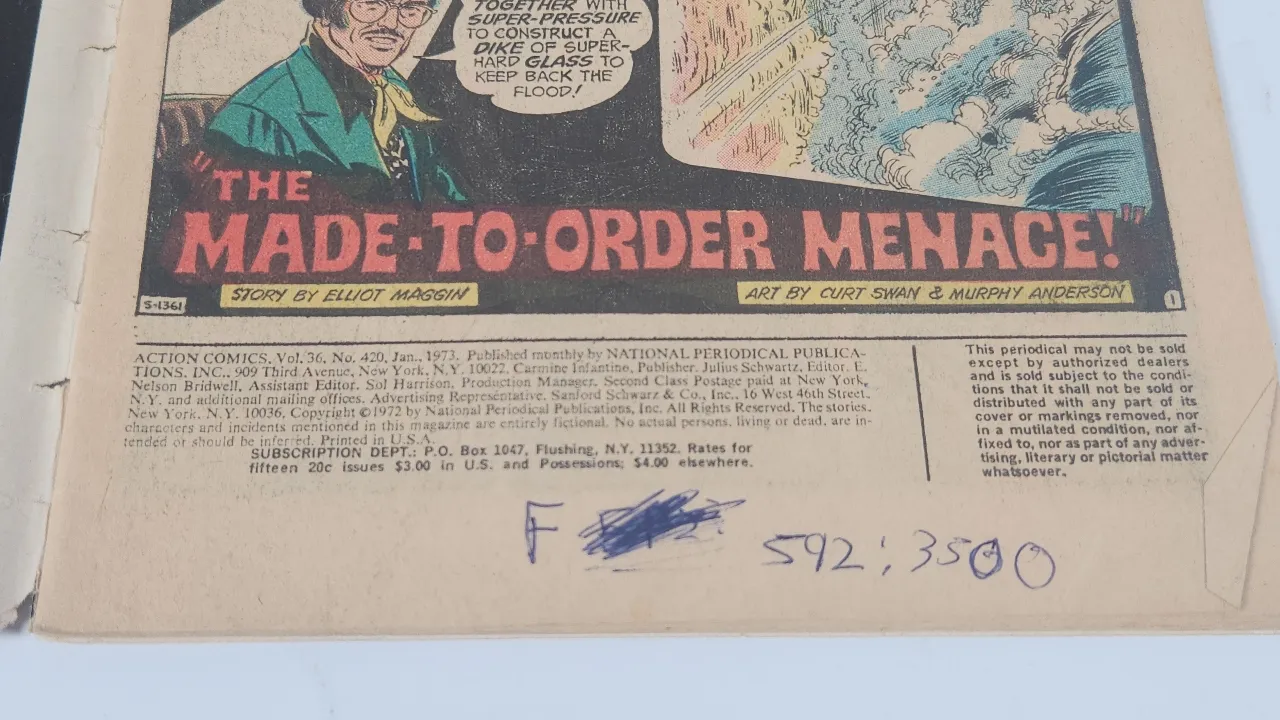 TOGETHER WITH
SUPER-PRESSURE
TO CONSTRUCT A
DIKE OF SUPER-
HARD GLASS TO
KEEP BACK THE
FLOOD!
"THE
MADE-TO-ORDER MENACE!"
STORY BY ELLIOT MAGGIN
ART BY CURT SWAN & MURPHY ANDERSON
S-1361
1
ACTION COMICS, Vol. 36, No. 420, Jan., 1973. Published monthly by NATIONAL PERIODICAL PUBLICA-
TIONS, INC., 909 Third Avenue, New York, N.Y. 10022. Carmine Infantino, Publisher. Julius Schwartz, Editor. E.
Nelson Bridwell, Assistant Editor. Sol Harrison, Production Manager. Second Class Postage paid at New York,
N.Y. and additional mailing offices. Advertising Representative, Sanford Schwarz & Co., Inc., 16 West 46th Street,
New York, N.Y. 10036, Copyright ©1972 by National Periodical Publications, Inc. All Rights Reserved. The stories,
characters and incidents mentioned in this magazine are entirely fictional. No actual persons, living or dead, are in-
tended or should be inferred. Printed in U.S.A.
SUBSCRIPTION DEPT.: P.O. Box 1047, Flushing, N.Y. 11352. Rates for
fifteen 20c issues $3.00 in U.S. and Possessions; $4.00 elsewhere.
This periodical may not be sold
except by authorized dealers
and is sold subject to the condi-
tions that it shall not be sold or
distributed with any part of its
cover or markings removed, nor
in a mutilated condition, nor af-
fixed to, nor as part of any adver-
tising, literary or pictorial matter
whatsoever.
F 592:3500